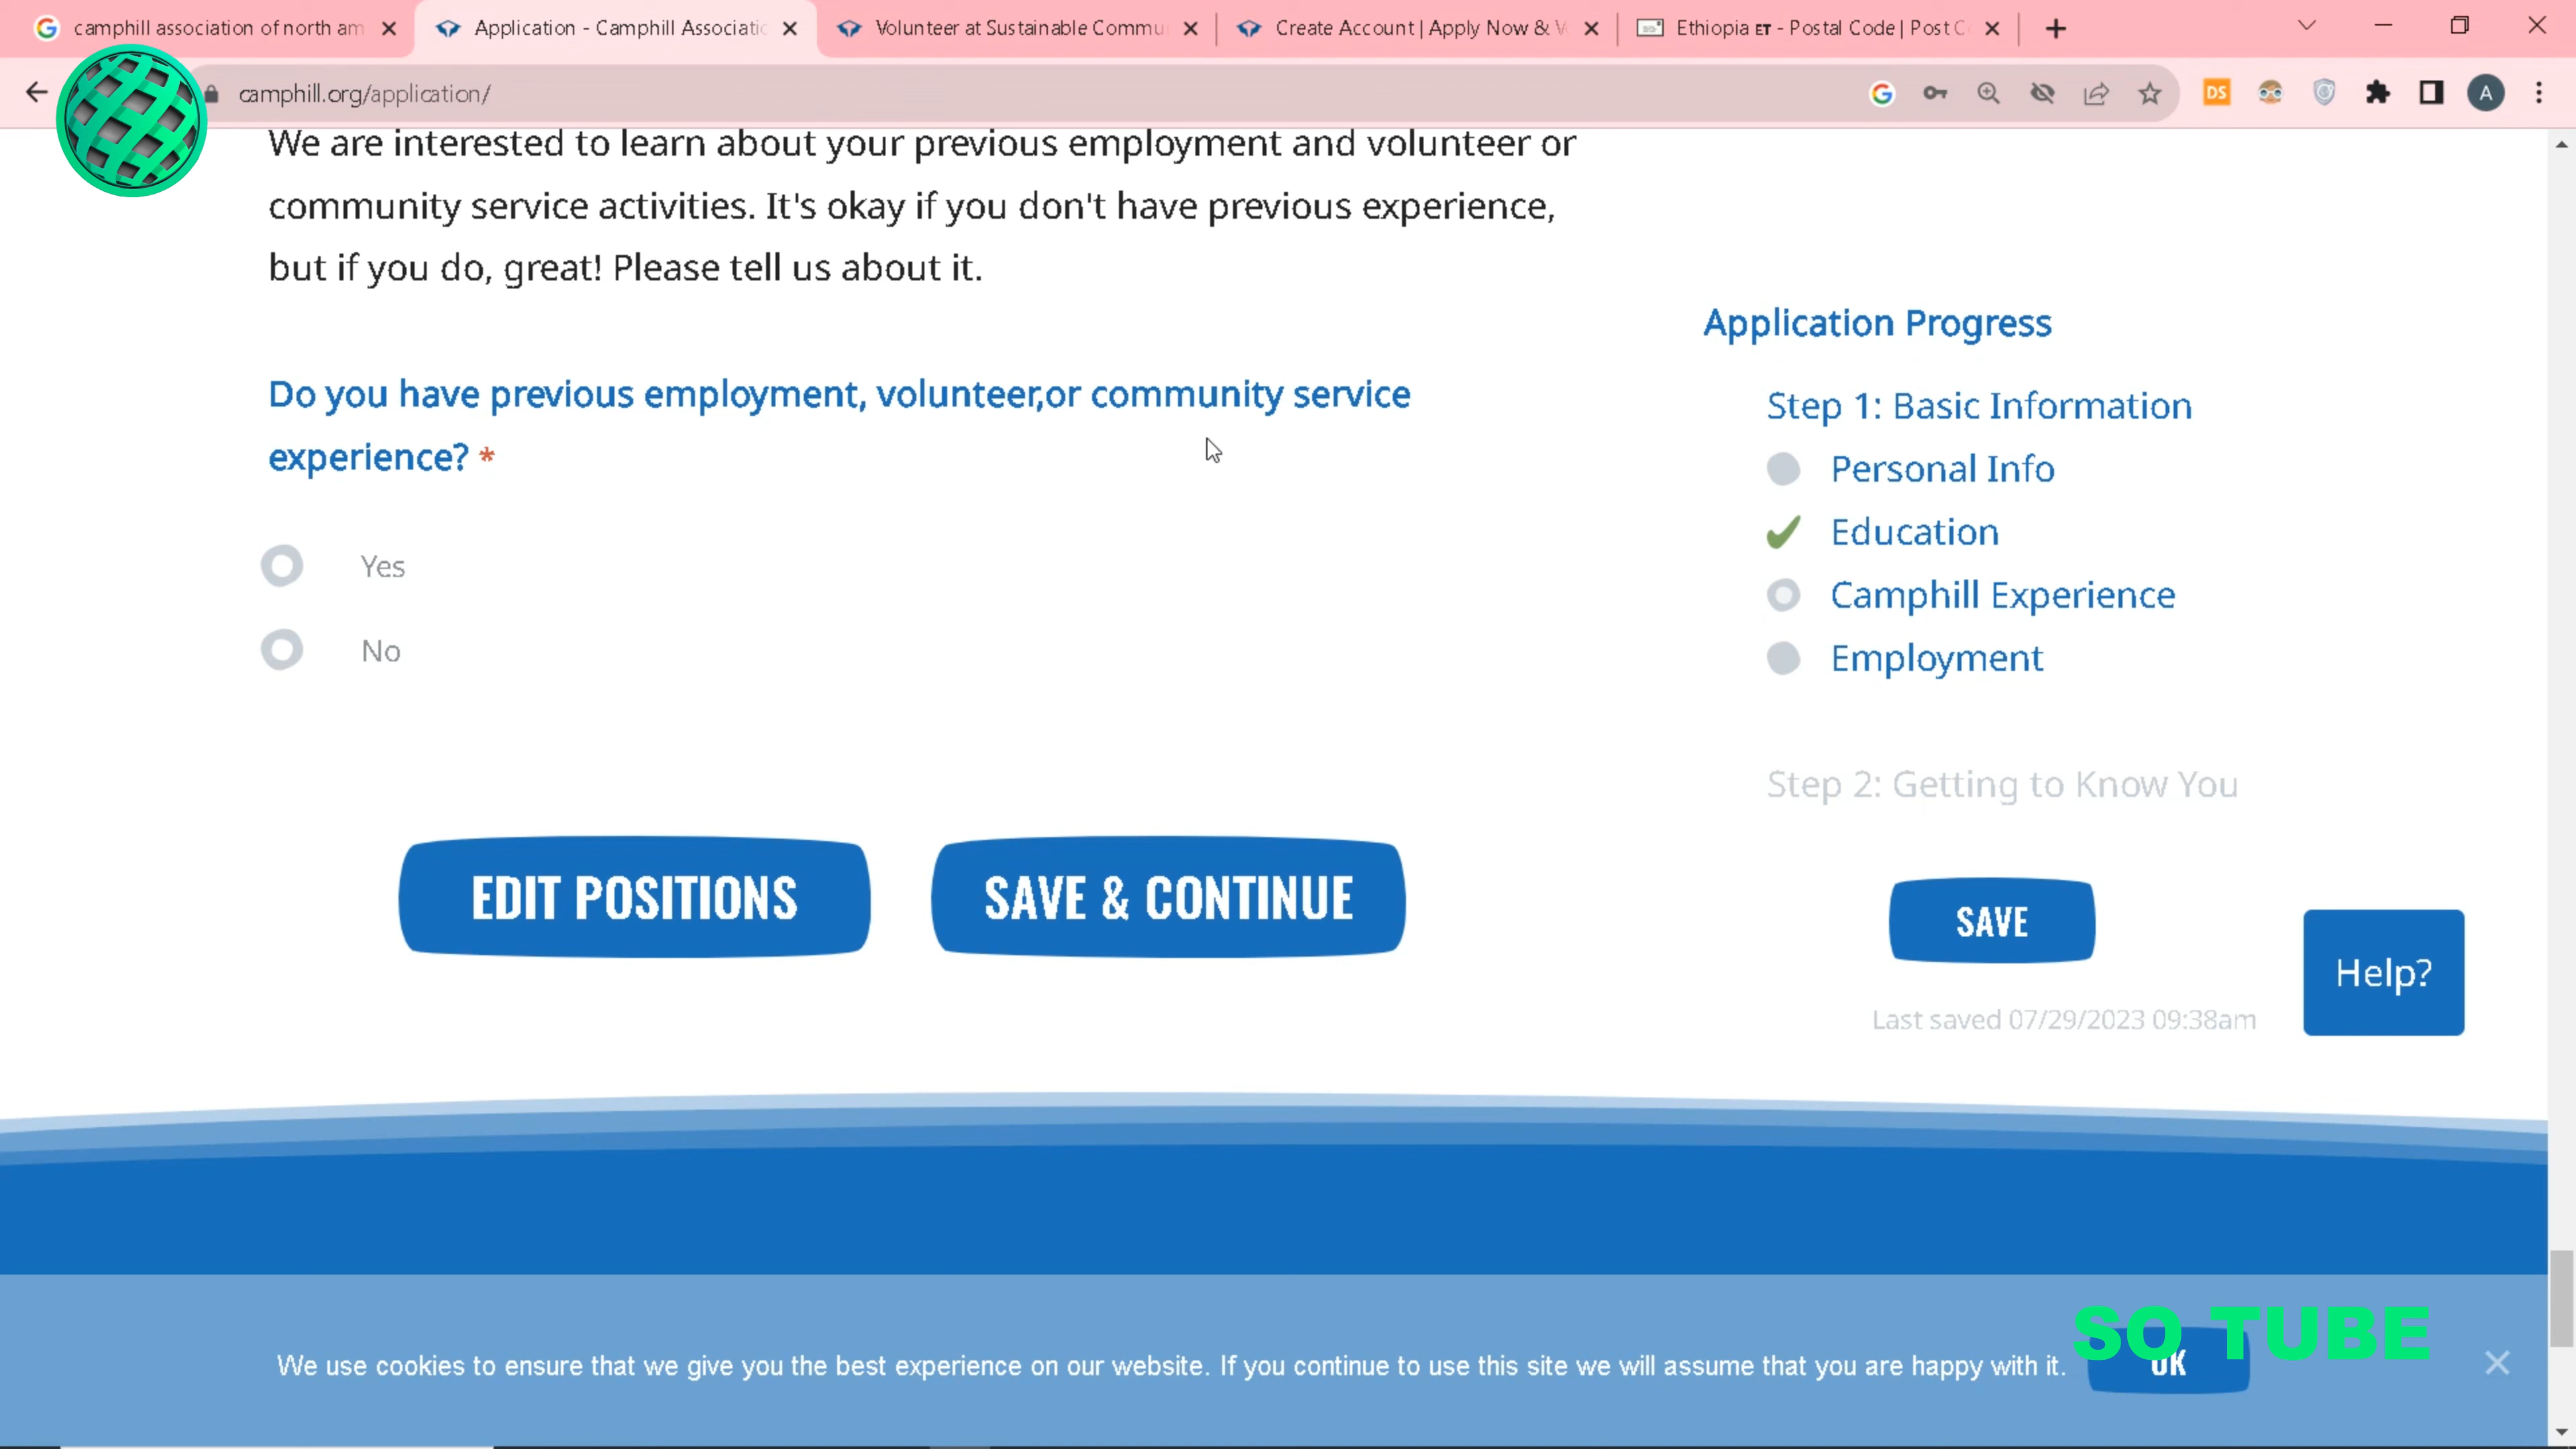 camphill association of north am
Application - Camphill Associatic
Volunteer at Sustainable Commu
Create Account | Apply Now & V
Ethiopia ET - Postal Code | Post C
camphill.org/application/
DS
A
We are interested to learn about your previous employment and volunteer or
community service activities. It's okay if you don't have previous experience,
but if you do, great! Please tell us about it.
Do you have previous employment, volunteer,or community service
experience? *
Yes
No
EDIT POSITIONS
SAVE & CONTINUE
Application Progress
Step 1: Basic Information
Personal Info
Education
Camphill Experience
Employment
Step 2: Getting to Know You
SAVE
Help?
Last saved 07/29/2023 09:38am
We use cookies to ensure that we give you the best experience on our website. If you continue to use this site we will assume that you are happy with it.
OK
SO TUBE